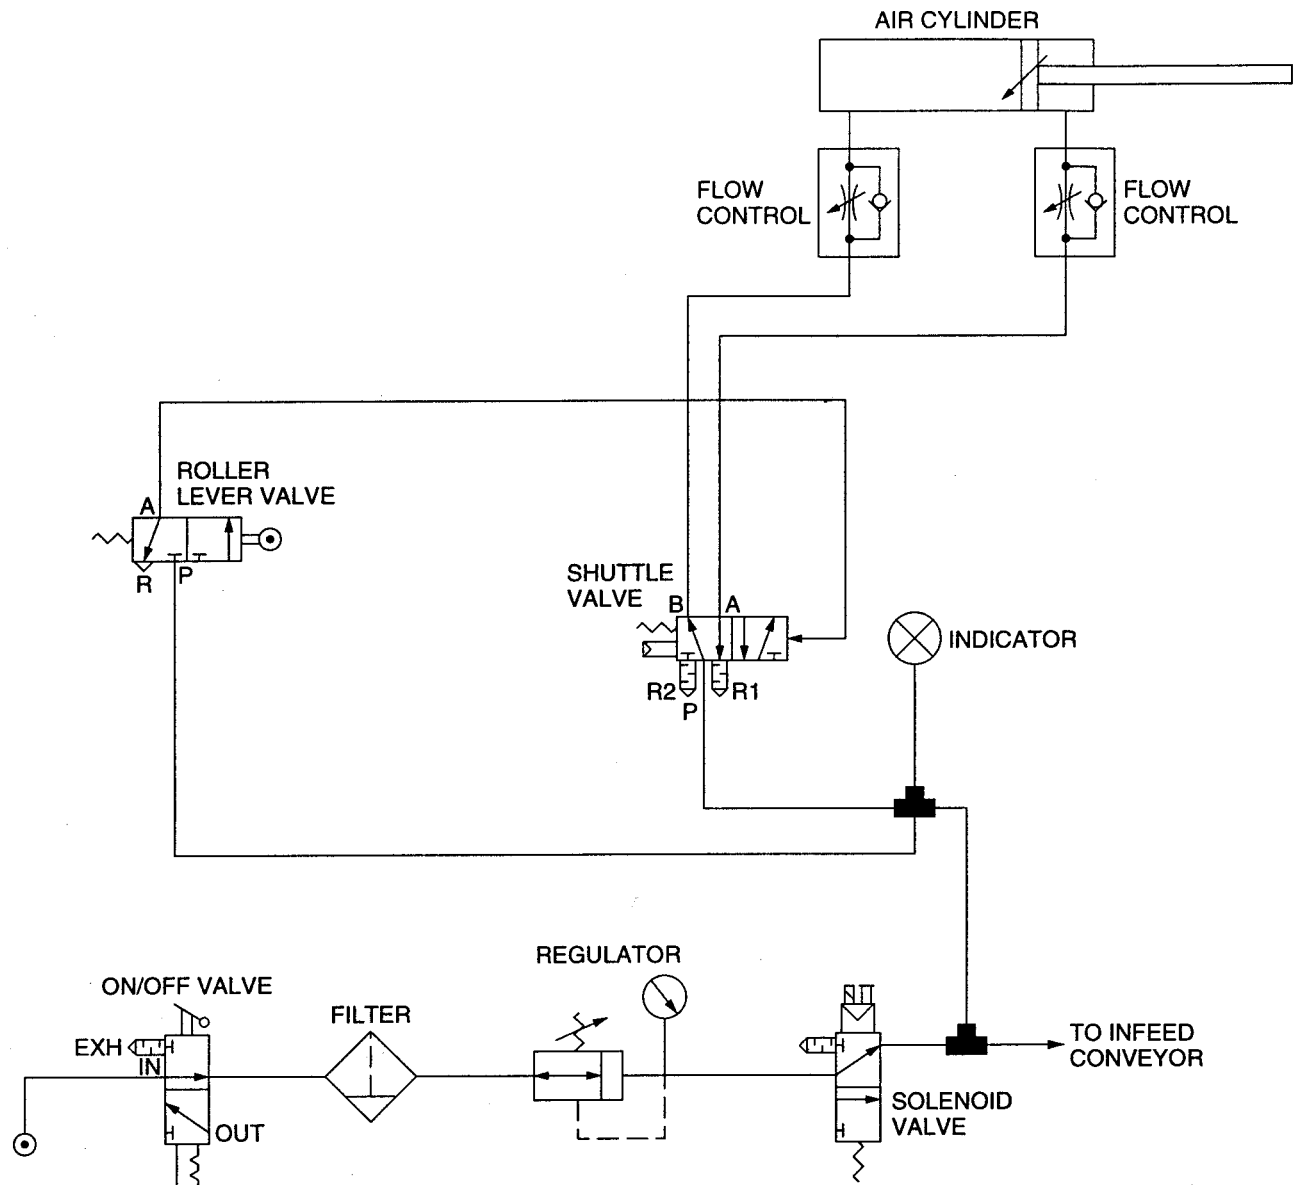 AIR CYLINDER
FLOW
CONTROL
FLOW
CONTROL
ROLLER
LEVER VALVE
A
R
P
SHUTTLE
VALVE
B
A
R2
R1
P
INDICATOR
REGULATOR
ON/OFF VALVE
FILTER
EXH
IN
OUT
TO INFEED
CONVEYOR
SOLENOID
VALVE